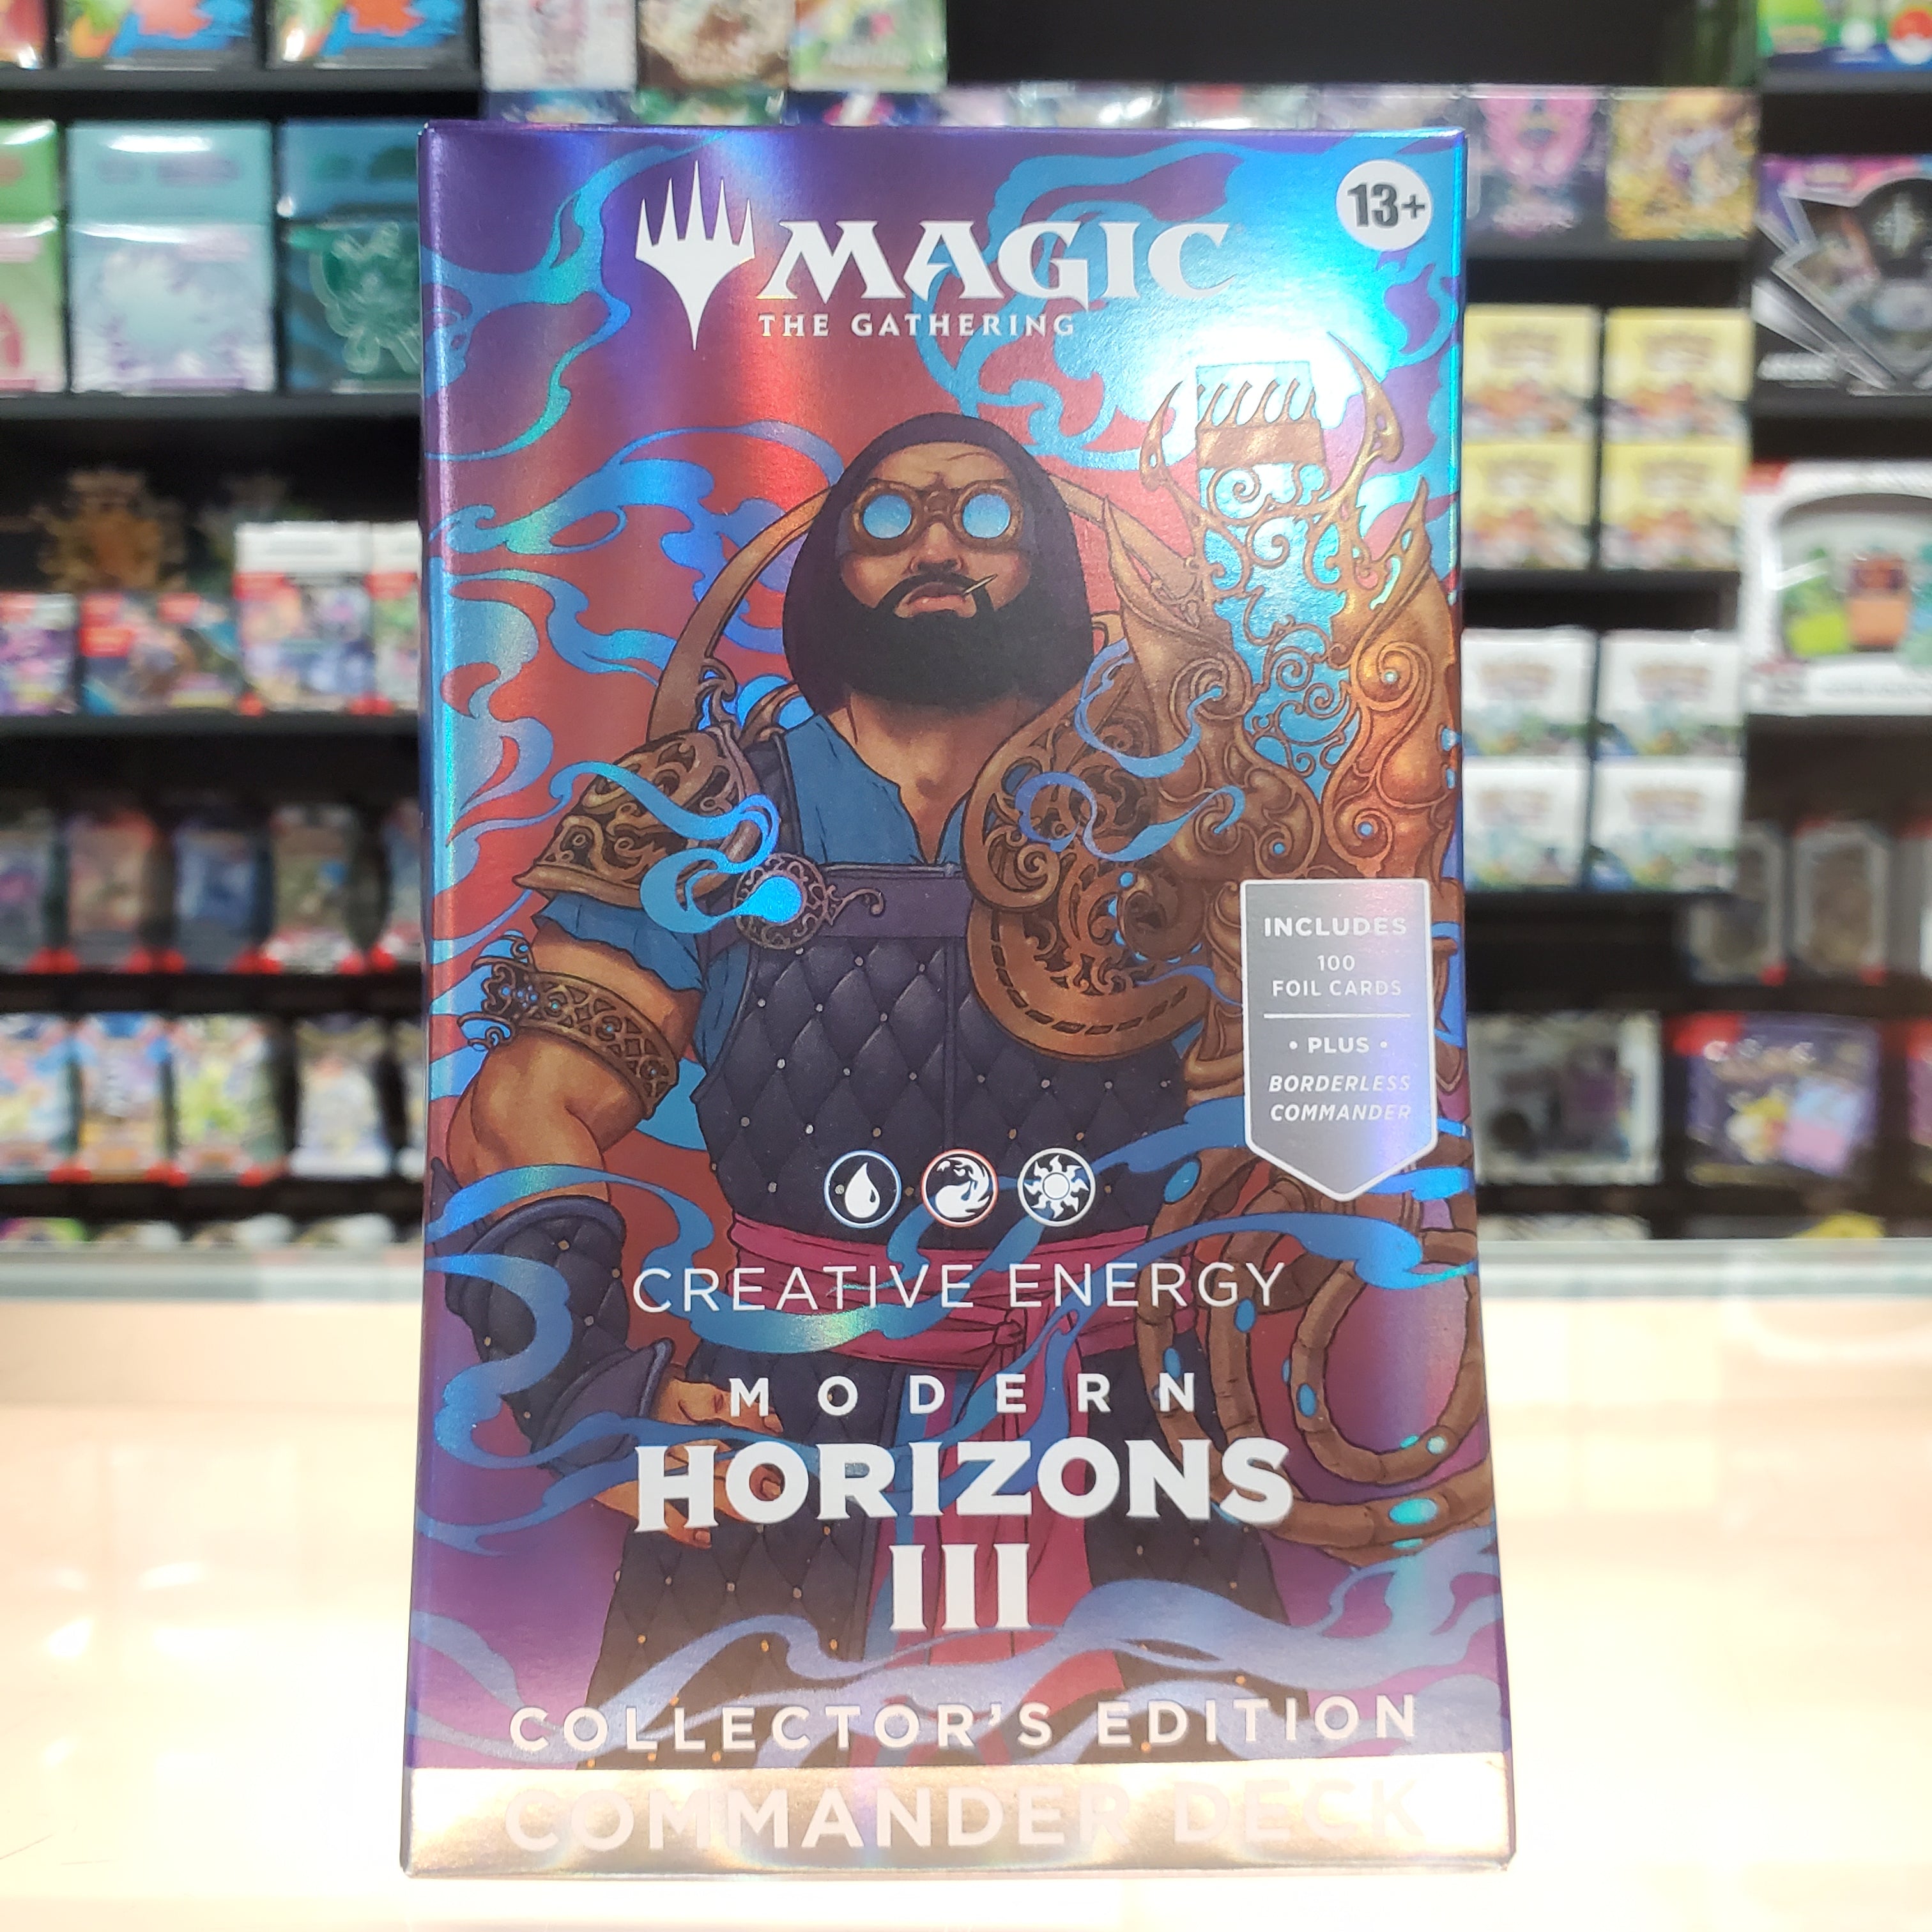 MAGIC
THE GATHERING
13+
INCLUDES
100
FOIL CARDS
• PLUS •
BORDERLESS
COMMANDER
CREATIVE ENERGY
MODERN
HORIZONS
III
COLLECTOR'S EDITION
COMMANDER DECK